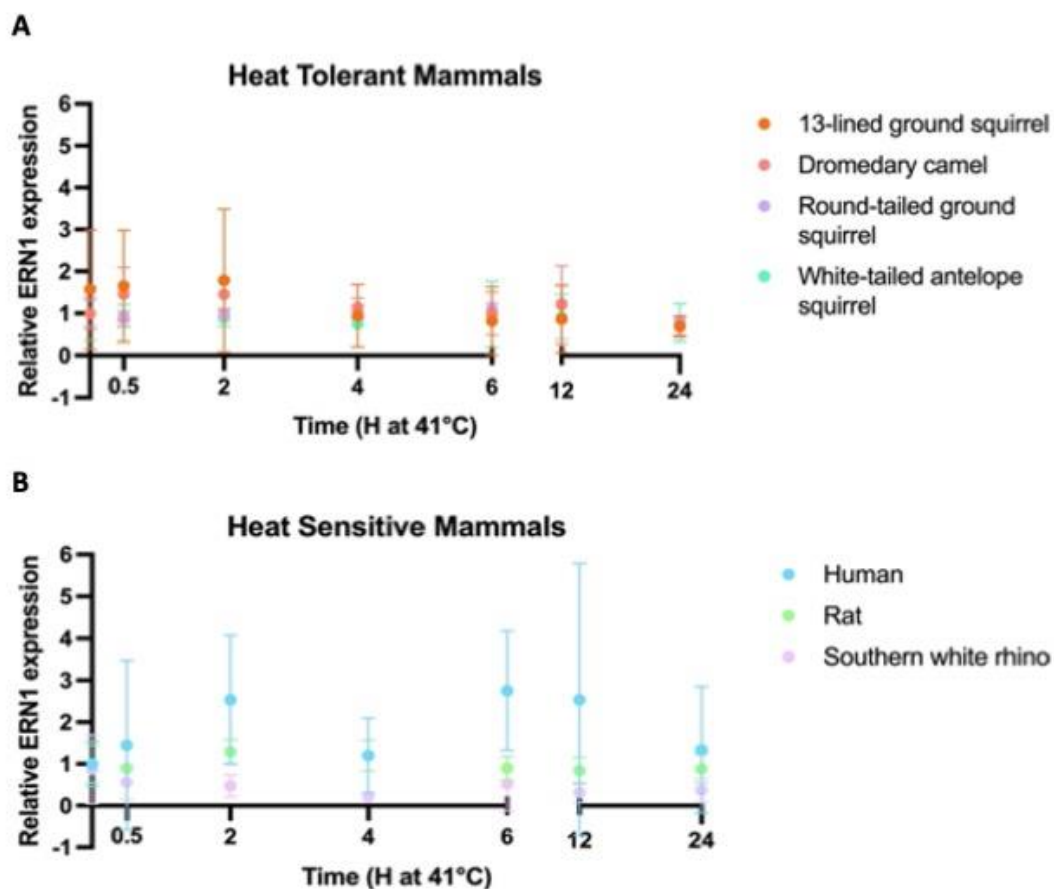 A
Heat Tolerant Mammals
Relative ERN1 expression
6
5
4
3
2
1
0
-1
0.5 2 4 6 12 24
Time (H at 41°C)
13-lined ground squirrel
Dromedary camel
Round-tailed ground
squirrel
White-tailed antelope
squirrel
B
Heat Sensitive Mammals
Relative ERN1 expression
6
5
4
3
2
1
0
-1
0.5 2 4 6 12 24
Time (H at 41°C)
Human
Rat
Southern white rhino